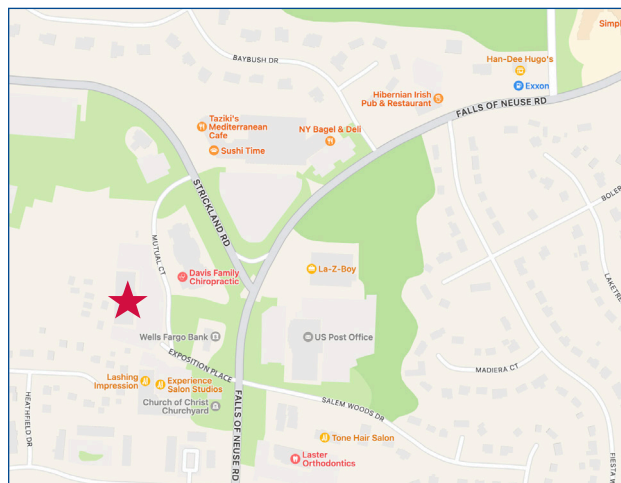 Simpl
BAYBUSH DR
Han-Dee Hugo's
Exxon
Hibernian Irish
Pub & Restaurant
FALLS OF NEUSE RD
Taziki's
Mediterranean
Cafe
NY Bagel & Deli
Sushi Time
STRICKLAND RD
BOLER
MUTUAL CT
Davis Family
Chiropractic
La-Z-Boy
LAKETRE
Wells Fargo Bank
US Post Office
EXPOSITION PLACE
MADIERA CT
Lashing
Impression
Experience
Salon Studios
Church of Christ
Churchyard
SALEM WOODS DR
HEATHFIELD DR
FALLS OF NEUSE RD
Tone Hair Salon
Laster
Orthodontics
FIESTA W